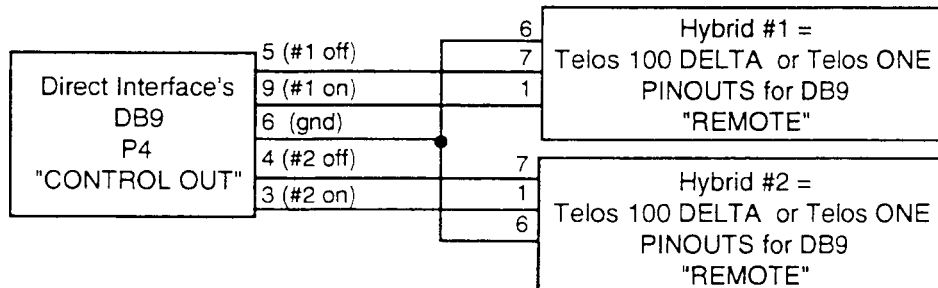 Direct Interface's
DB9
P4
"CONTROL OUT"
5 (#1 off)
9 (#1 on)
6 (gnd)
4 (#2 off)
3 (#2 on)
6
7
1
Hybrid #1 =
Telos 100 DELTA or Telos ONE
PINOUTS for DB9
"REMOTE"
7
1
6
Hybrid #2 =
Telos 100 DELTA or Telos ONE
PINOUTS for DB9
"REMOTE"